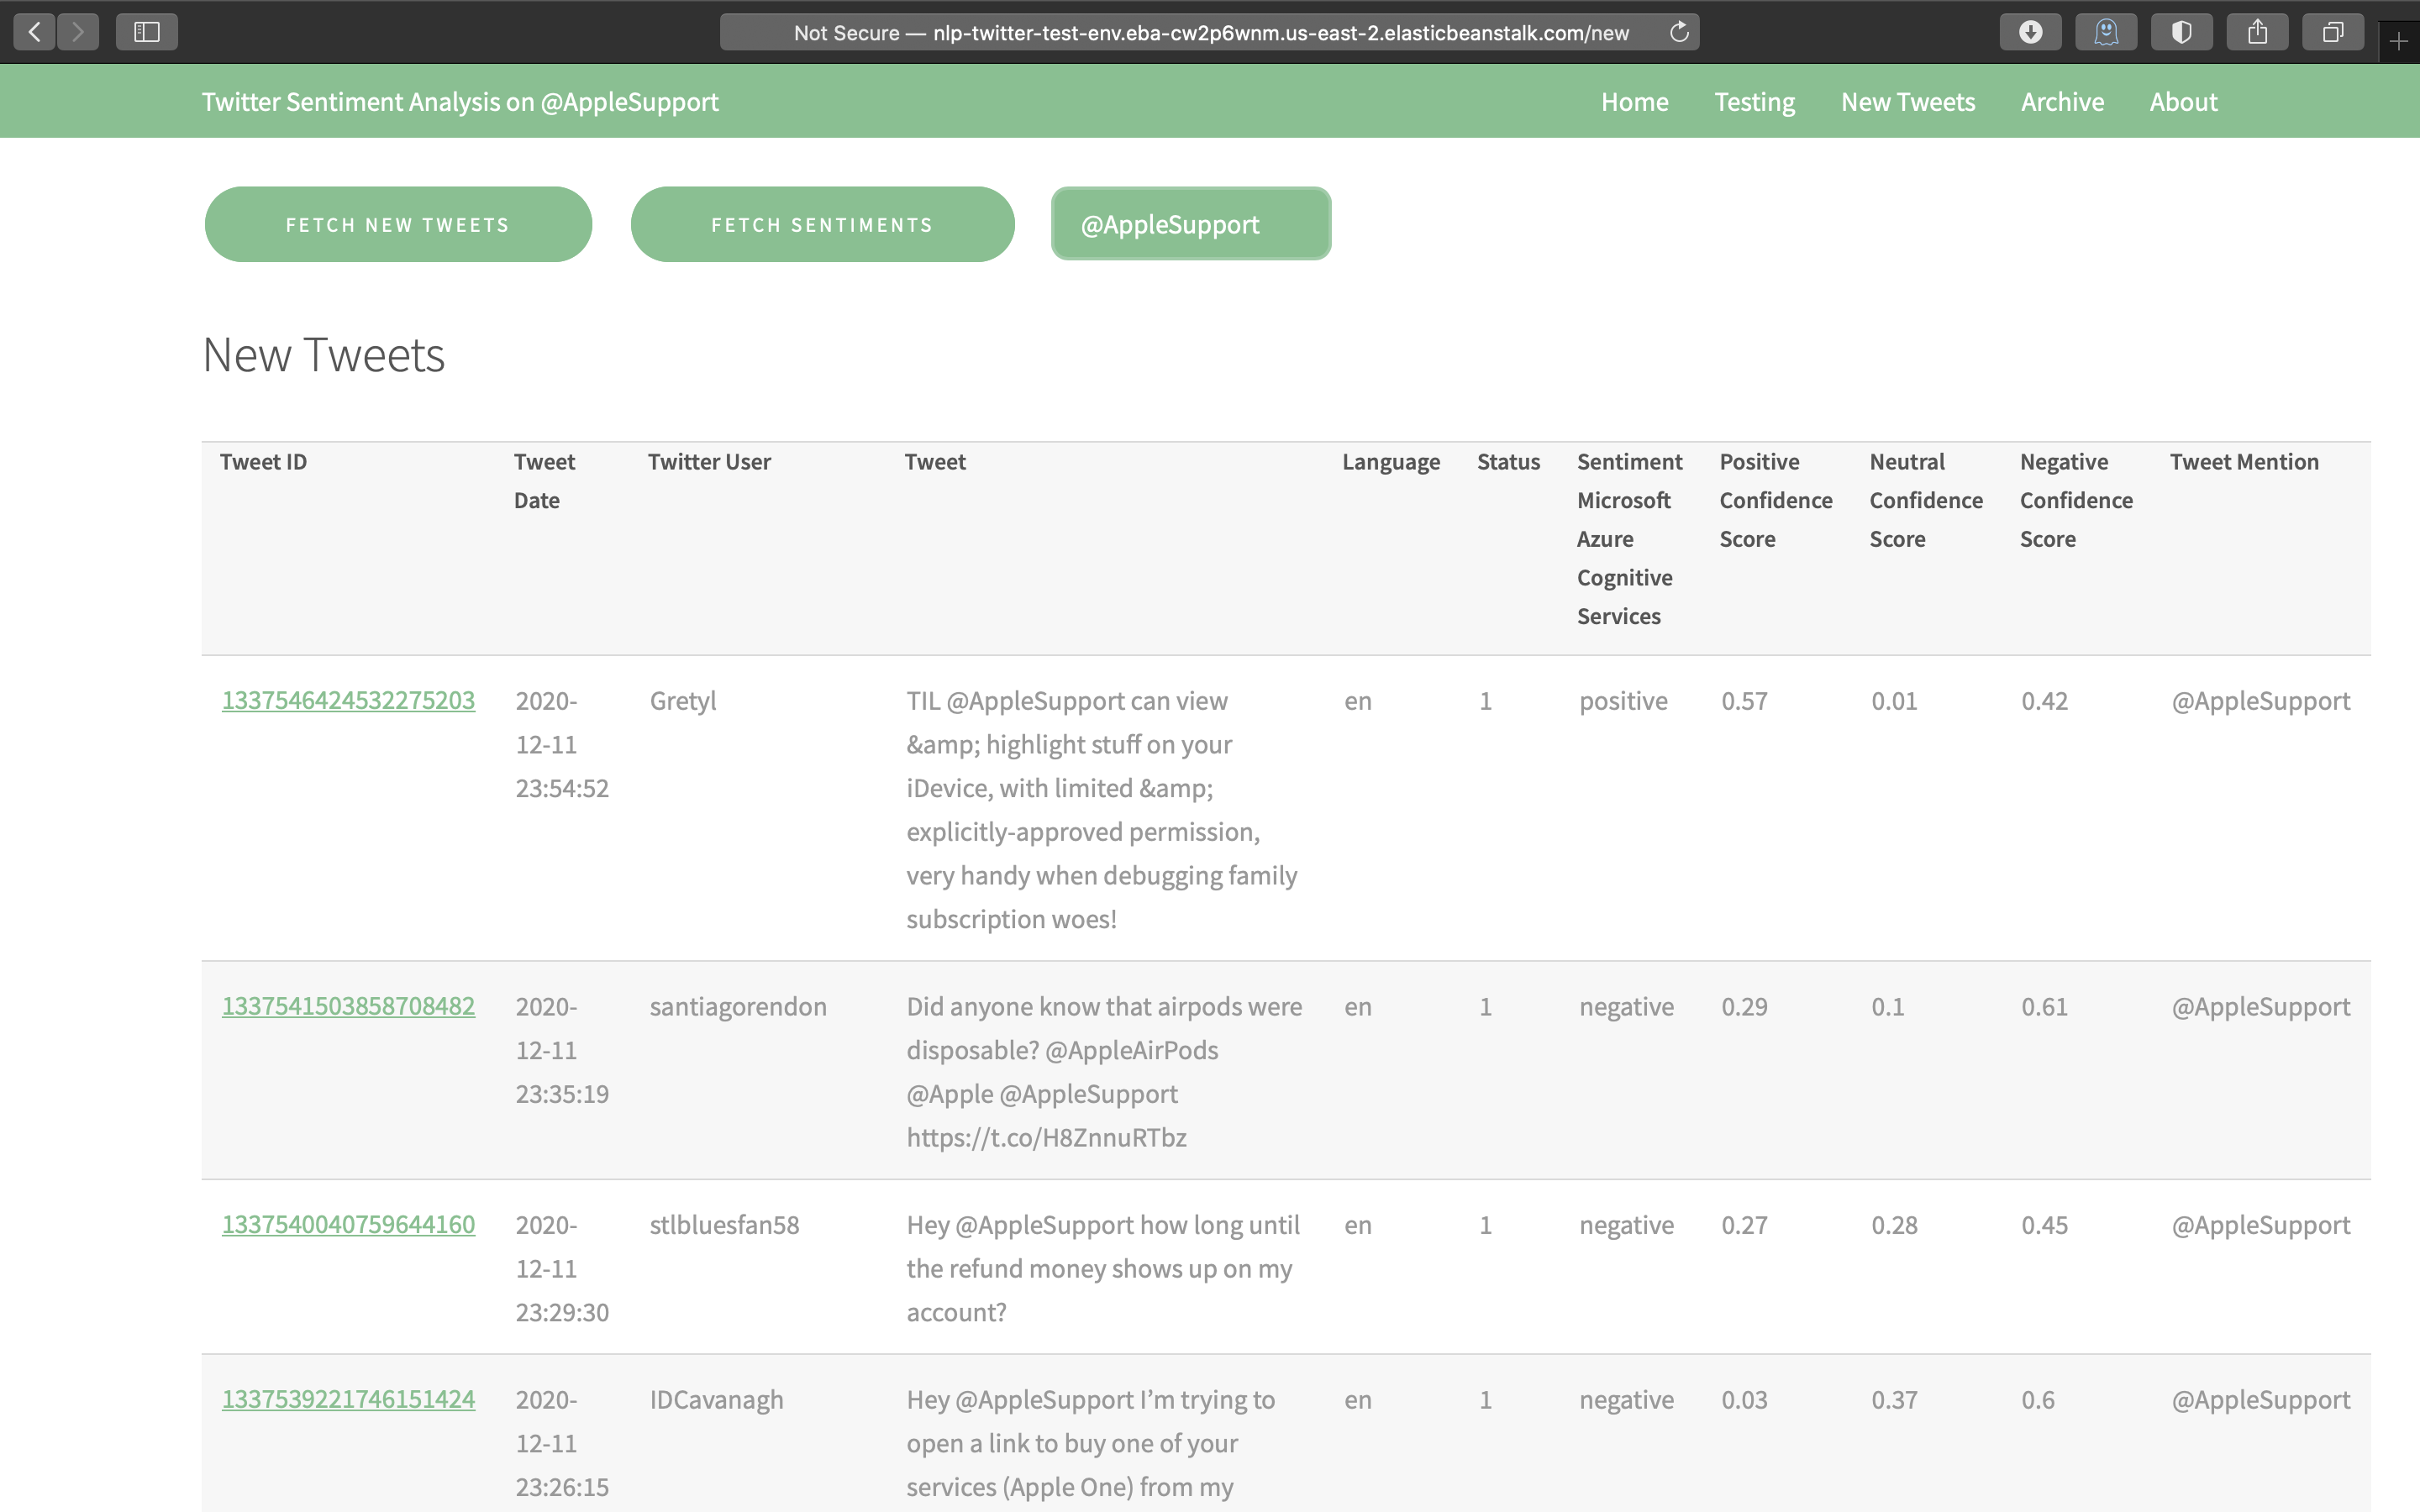 Not Secure — nlp-twitter-test-env.eba-cw2p6wnm.us-east-2.elasticbeanstalk.com/new
Twitter Sentiment Analysis on @AppleSupport Home Testing New Tweets Archive About
FETCH NEW TWEETS FETCH SENTIMENTS @AppleSupport
New Tweets
Tweet ID Tweet Twitter User Tweet Language Status Sentiment Positive Neutral Negative Tweet Mention
Date Microsoft Confidence Confidence Confidence
Azure Score Score Score
Cognitive
Services
1337546424532275203 2020- Gretyl TIL @AppleSupport can view en 1 positive 0.57 0.01 0.42 @AppleSupport
12-11 &amp; highlight stuff on your
23:54:52 iDevice, with limited &amp;
explicitly-approved permission,
very handy when debugging family
subscription woes!
1337541503858708482 2020- santiagorendon Did anyone know that airpods were en 1 negative 0.29 0.1 0.61 @AppleSupport
12-11 disposable? @AppleAirPods
23:35:19 @Apple @AppleSupport
https://t.co/H8ZnnuRTbz
1337540040759644160 2020- stlbluesfan58 Hey @AppleSupport how long until en 1 negative 0.27 0.28 0.45 @AppleSupport
12-11 the refund money shows up on my
23:29:30 account?
1337539221746151424 2020- IDCavanagh Hey @AppleSupport I’m trying to en 1 negative 0.03 0.37 0.6 @AppleSupport
12-11 open a link to buy one of your
23:26:15 services (Apple One) from my